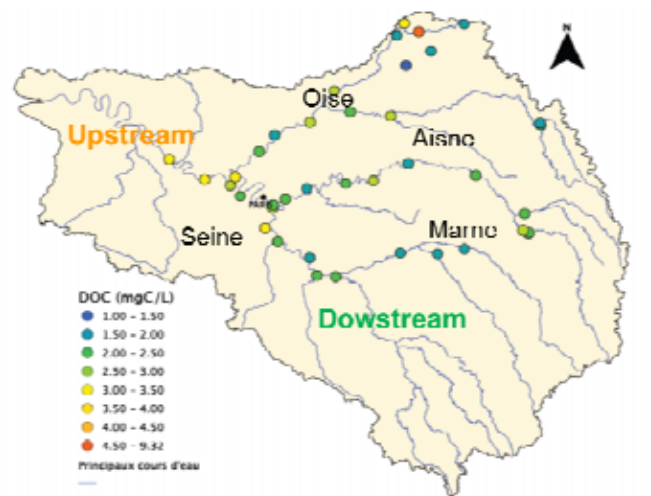 N
Oise
Upstream
Aisne
PARIS
Seine
Marne
DOC (mgC/L)
1.00 - 1.50
1.50 - 2.00
2.00 - 2.50
2.50 - 3.00
3.00 - 3.50
3.50 - 4.00
4.00 - 4.50
4.50 - 9.32
Dowstream
Principaux cours d'eau